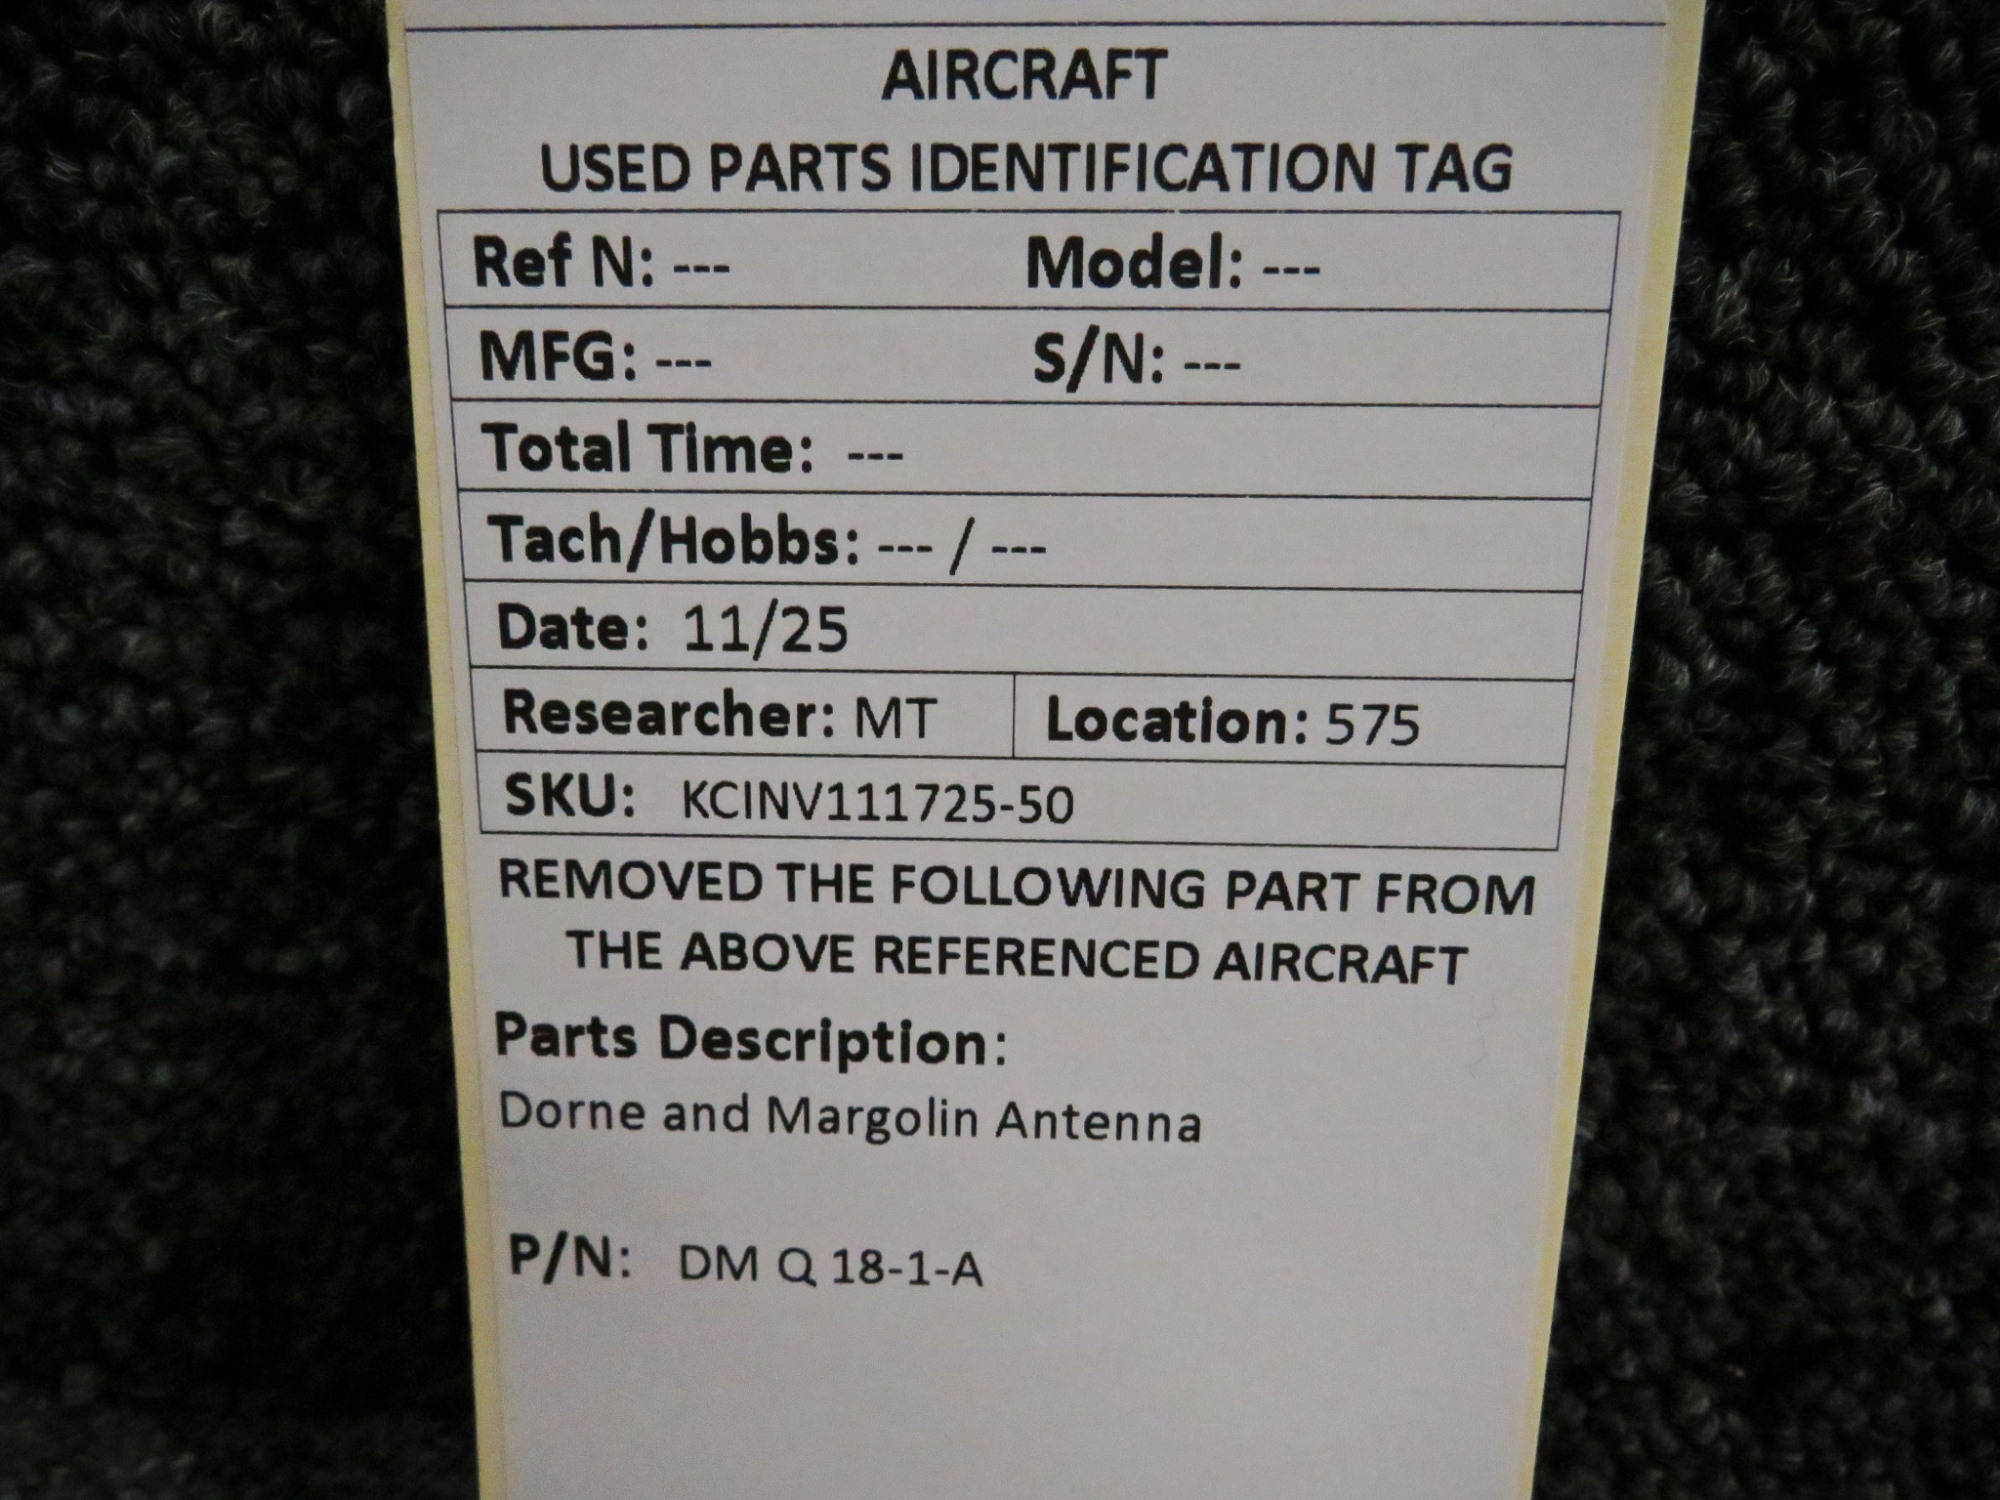 AIRCRAFT
USED PARTS IDENTIFICATION TAG
Ref N: --- Model: ---
MFG: --- S/N: ---
Total Time: ---
Tach/Hobbs: --- / ---
Date: 11/25
Researcher: MT Location: 575
SKU: KCINV111725-50
REMOVED THE FOLLOWING PART FROM
THE ABOVE REFERENCED AIRCRAFT
Parts Description:
Dorne and Margolin Antenna
P/N: DM Q 18-1-A